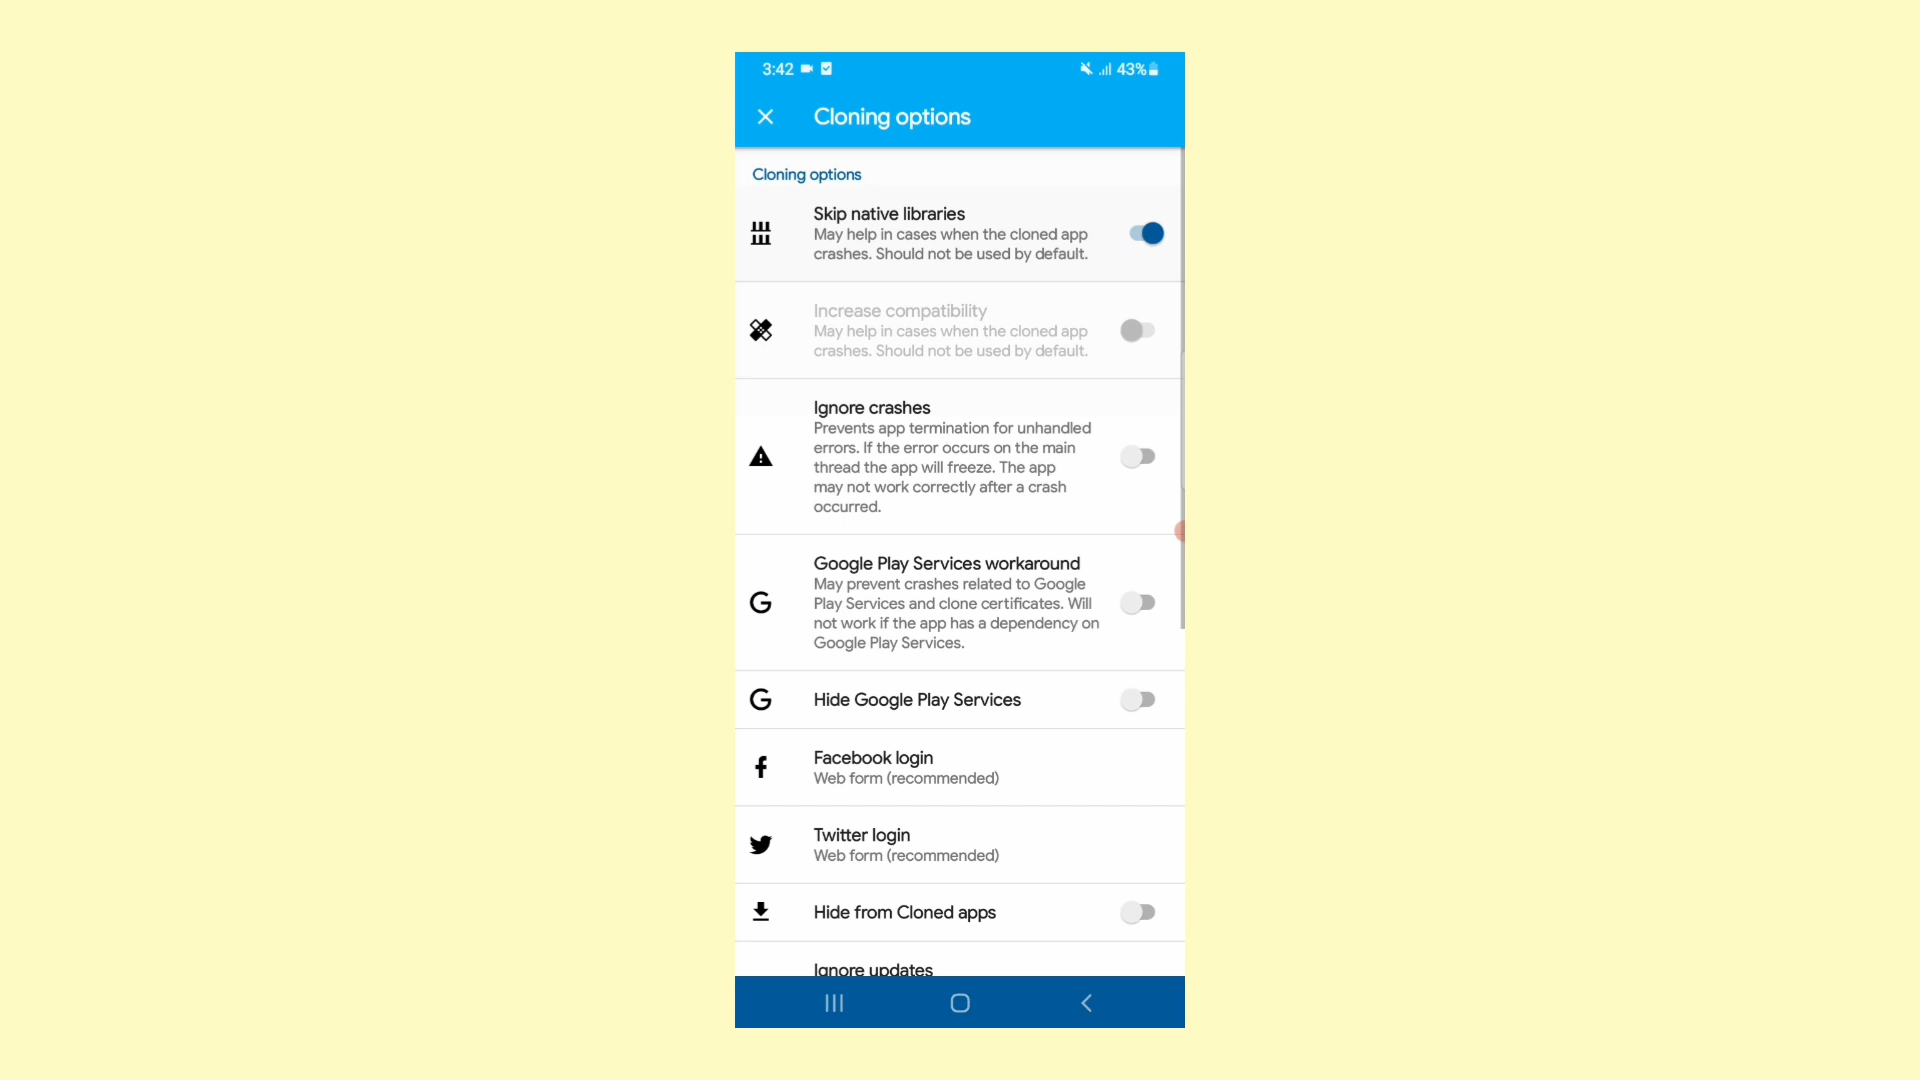 3:42
43%
Cloning options
Cloning options
Skip native libraries
May help in cases when the cloned app
crashes. Should not be used by default.
Increase compatibility
May help in cases when the cloned app
crashes. Should not be used by default.
Ignore crashes
Prevents app termination for unhandled
errors. If the error occurs on the main
thread the app will freeze. The app
may not work correctly after a crash
occurred.
Google Play Services workaround
May prevent crashes related to Google
Play Services and clone certificates. Will
not work if the app has a dependency on
Google Play Services.
Hide Google Play Services
Facebook login
Web form (recommended)
Twitter login
Web form (recommended)
Hide from Cloned apps
Ignore updates